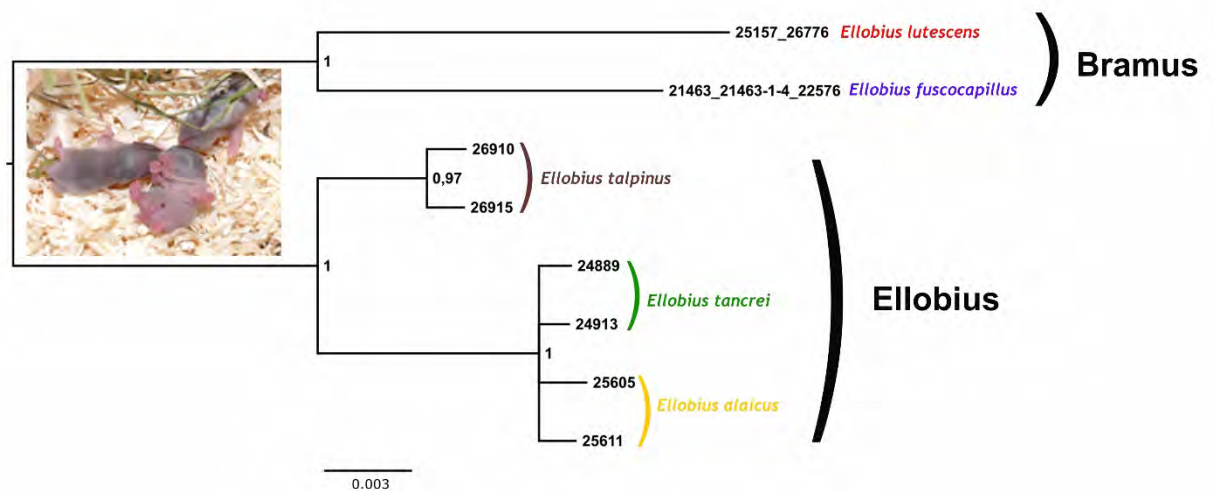 25157_26776 Ellobius lutescens
Bramus
1
21463_21463-1-4_22576 Ellobius fuscocapillus
26910
0,97 Ellobius talpinus
26915
1
24889
Ellobius tancrei
Ellobius
24913
1
25605
Ellobius alaicus
25611
0.003